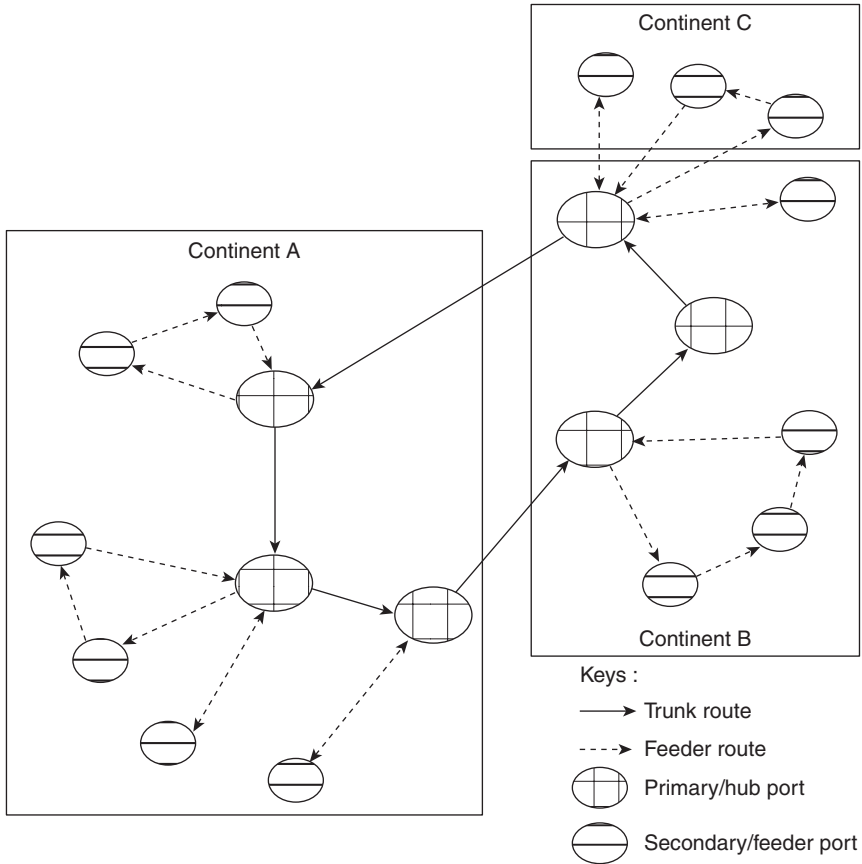 Continent C
Continent A
Continent B
Keys :
Trunk route
Feeder route
Primary/hub port
Secondary/feeder port